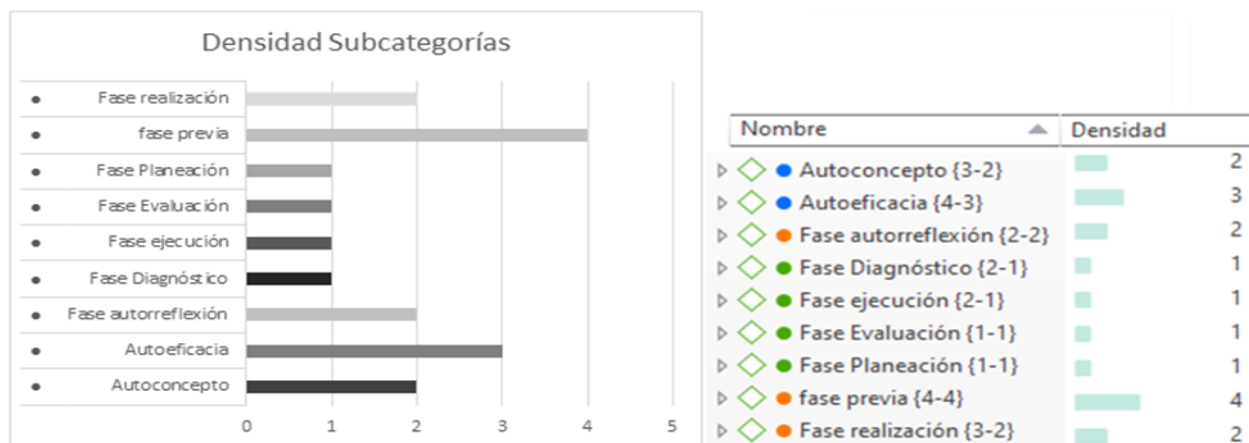 Densidad Subcategorías
• Fase realización
• fase previa
• Fase Planeación
• Fase Evaluación
• Fase ejecución
• Fase Diagnóstico
• Fase autorreflexión
• Autoeficacia
• Autoconcepto
0 1 2 3 4 5
Nombre Densidad
Autoconcepto {3-2} 2
Autoeficacia {4-3} 3
Fase autorreflexión {2-2} 2
Fase Diagnóstico {2-1} 1
Fase ejecución {2-1} 1
Fase Evaluación {1-1} 1
Fase Planeación {1-1} 1
fase previa {4-4} 4
Fase realización {3-2} 2